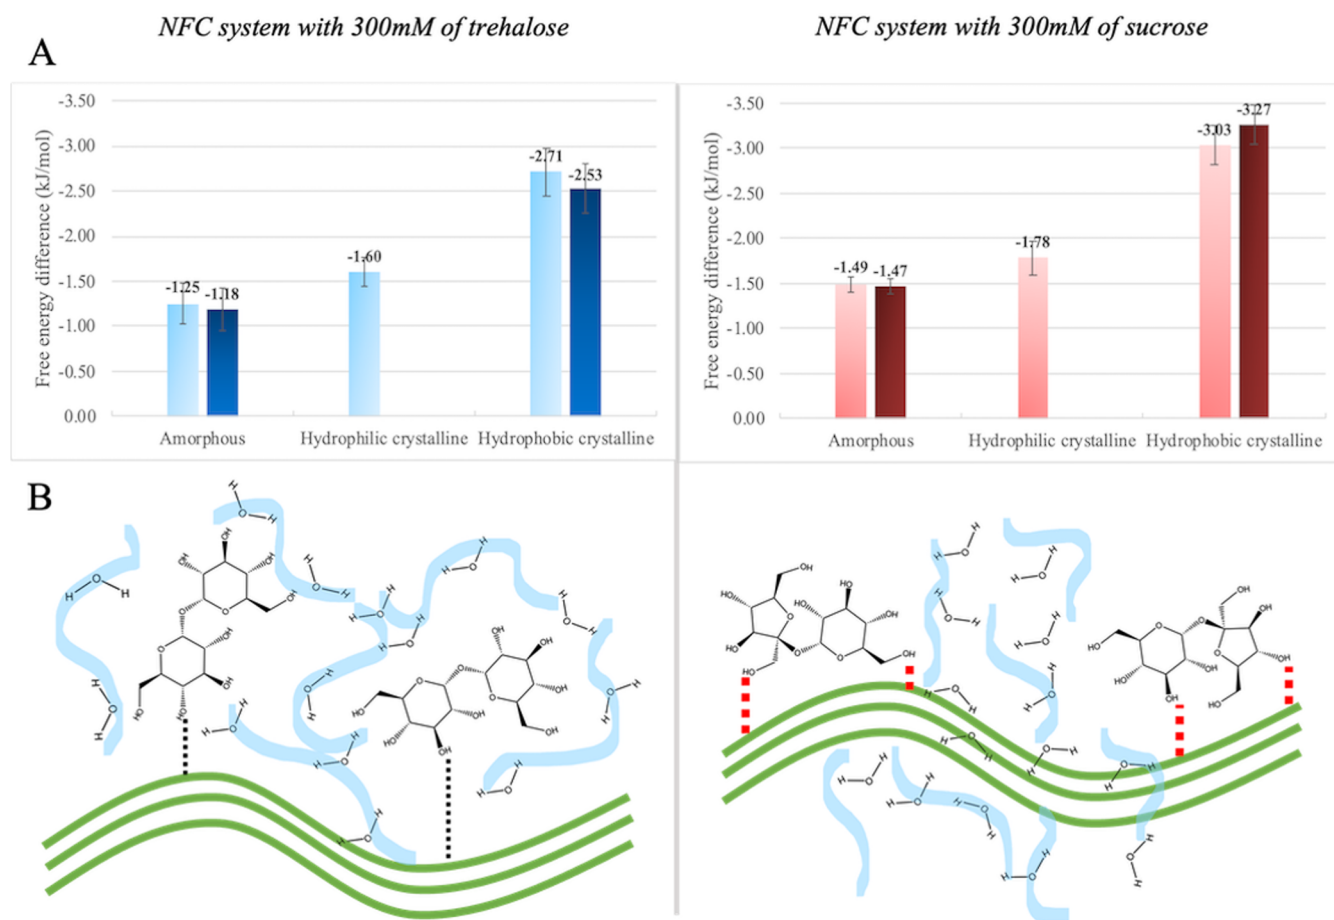 NFC system with 300mM of trehalose
NFC system with 300mM of sucrose
A
Free energy difference (kJ/mol)
-3.50
-3.00
-2.50
-2.00
-1.50
-1.00
-0.50
0.00
-1.25
-1.18
-1.60
-2.71
-2.53
Amorphous
Hydrophilic crystalline
Hydrophobic crystalline
Free energy difference (kJ/mol)
-3.50
-3.00
-2.50
-2.00
-1.50
-1.00
-0.50
0.00
-1.49
-1.47
-1.78
-3.03
-3.27
Amorphous
Hydrophilic crystalline
Hydrophobic crystalline
B